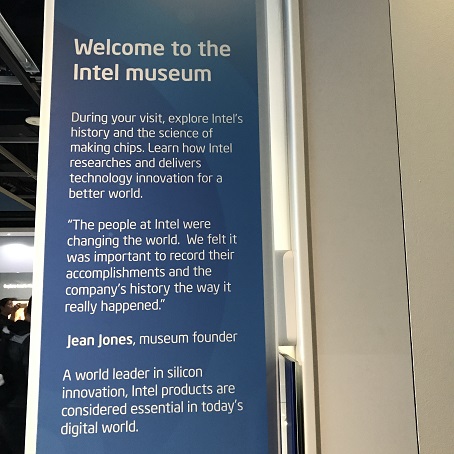 Welcome to the
Intel museum
During your visit, explore Intel's
history and the science of
making chips. Learn how Intel
researches and delivers
technology innovation for a
better world.
"The people at Intel were
changing the world. We felt it
was important to record their
accomplishments and the
company's history the way it
really happened."
Jean Jones, museum founder
A world leader in silicon
innovation, Intel products are
considered essential in today's
digital world.